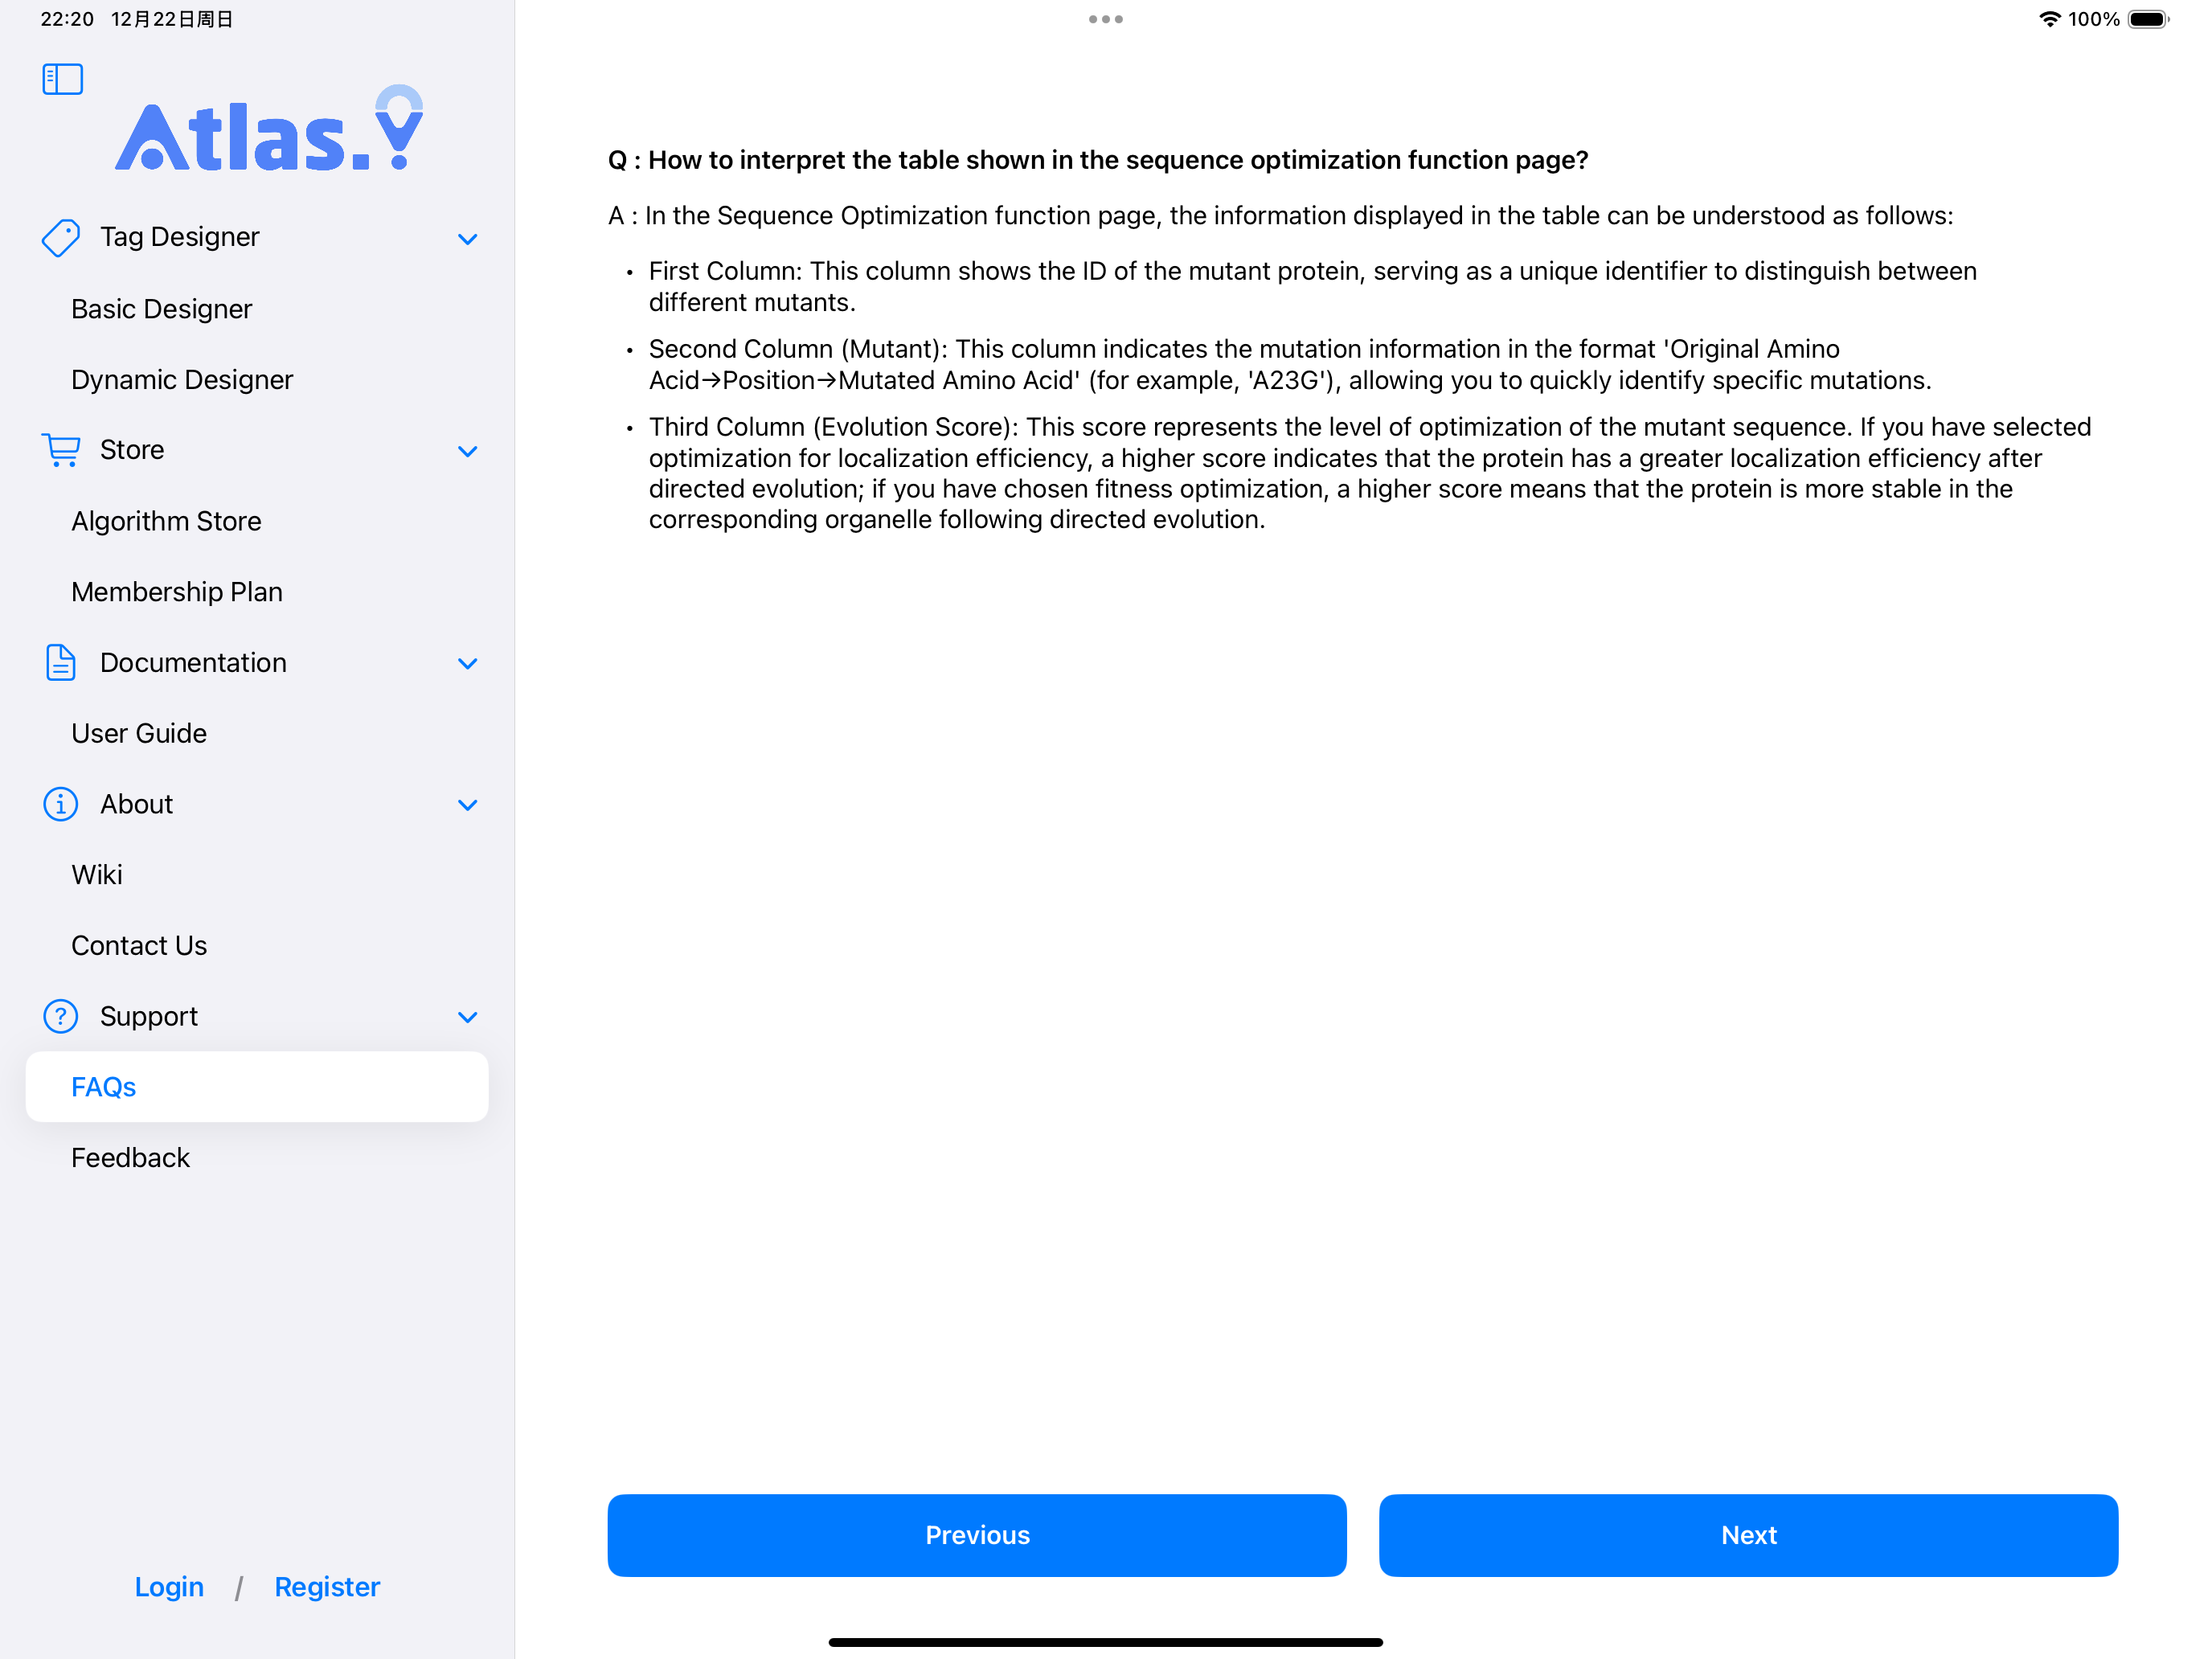 22:20 12月22日周日
100%
Atlas.
Tag Designer
Basic Designer
Dynamic Designer
Store
Algorithm Store
Membership Plan
Documentation
User Guide
About
Wiki
Contact Us
Support
FAQs
Feedback
Login / Register
Q : How to interpret the table shown in the sequence optimization function page?
A : In the Sequence Optimization function page, the information displayed in the table can be understood as follows:
• First Column: This column shows the ID of the mutant protein, serving as a unique identifier to distinguish between
different mutants.
• Second Column (Mutant): This column indicates the mutation information in the format 'Original Amino
Acid→Position→Mutated Amino Acid' (for example, 'A23G'), allowing you to quickly identify specific mutations.
• Third Column (Evolution Score): This score represents the level of optimization of the mutant sequence. If you have selected
optimization for localization efficiency, a higher score indicates that the protein has a greater localization efficiency after
directed evolution; if you have chosen fitness optimization, a higher score means that the protein is more stable in the
corresponding organelle following directed evolution.
Previous
Next